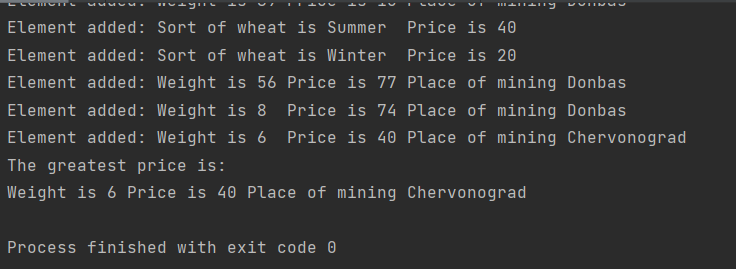 Element added: Weight is 67 Price is 10 Place of mining Donbas
Element added: Sort of wheat is Summer  Price is 40
Element added: Sort of wheat is Winter  Price is 20
Element added: Weight is 56 Price is 77 Place of mining Donbas
Element added: Weight is 8  Price is 74 Place of mining Donbas
Element added: Weight is 6  Price is 40 Place of mining Chervonograd
The greatest price is:
Weight is 6 Price is 40 Place of mining Chervonograd
Process finished with exit code 0